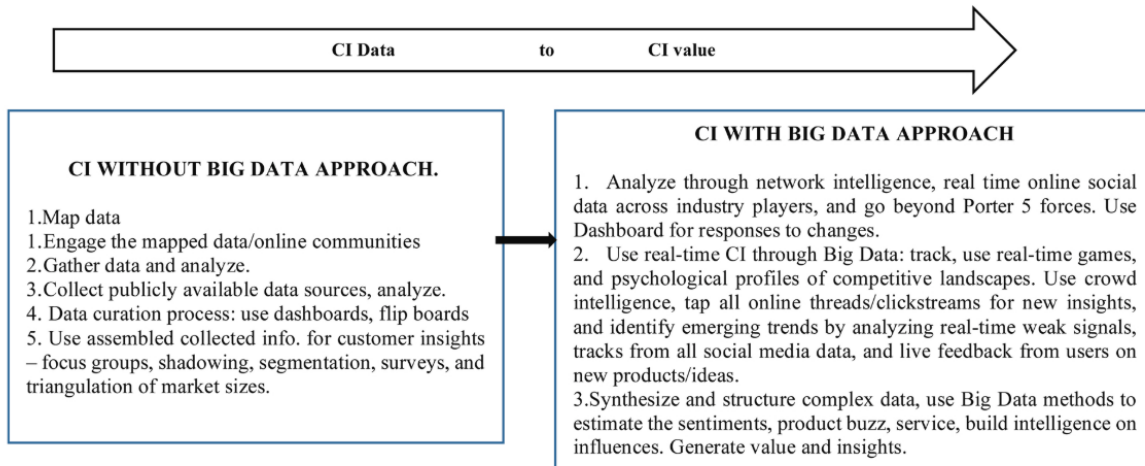 CI Data to CI value
CI WITHOUT BIG DATA APPROACH.
1.Map data
1.Engage the mapped data/online communities
2.Gather data and analyze.
3.Collect publicly available data sources, analyze.
4. Data curation process: use dashboards, flip boards
5. Use assembled collected info. for customer insights
– focus groups, shadowing, segmentation, surveys, and
triangulation of market sizes.
CI WITH BIG DATA APPROACH
1. Analyze through network intelligence, real time online social
data across industry players, and go beyond Porter 5 forces. Use
Dashboard for responses to changes.
2. Use real-time CI through Big Data: track, use real-time games,
and psychological profiles of competitive landscapes. Use crowd
intelligence, tap all online threads/clickstreams for new insights,
and identify emerging trends by analyzing real-time weak signals,
tracks from all social media data, and live feedback from users on
new products/ideas.
3.Synthesize and structure complex data, use Big Data methods to
estimate the sentiments, product buzz, service, build intelligence on
influences. Generate value and insights.